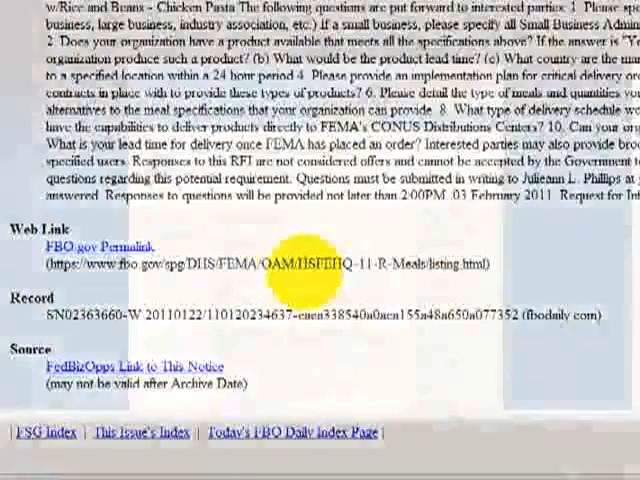 w/Rice and Beans - Chicken Pasta The following questions are put forward to interested parties: 1. Please spe
business, large business, industry association, etc.) If a small business, please specify all Small Business Admin
2. Does your organization have a product available that meets all the specifications above? If the answer is "Ye
organization produce such a product? (b) What would be the product lead time? (c) What country are the man
to a specified location within a 24 hour period 4. Please provide an implementation plan for critical delivery or
contracts in place with to provide these types of products? 6. Please detail the type of meals and quantities you
alternatives to the meal specifications that your organization can provide. 8. What type of delivery schedule wo
have the capabilities to deliver products directly to FEMA's CONUS Distributions Centers? 10. Can your org
What is your lead time for delivery once FEMA has placed an order? Interested parties may also provide broc
specified users. Responses to this RFI are not considered offers and cannot be accepted by the Government t
questions regarding this potential requirement. Questions must be submitted in writing to Julieann L. Phillips at j
answered. Responses to questions will be provided not later than 2:00PM .03 February 2011. Request for Inf
Web Link
FBO.gov Permalink
(https://www.fbo.gov/spg/DHS/FEMA/OAM/HSFEHQ-11-R-Meals/listing.html)
Record
SN02363660-W 20110122/110120234637- (fbodaily.com)
Source
FedBizOpps Link to This Notice
(may not be valid after Archive Date)
| FSG Index | This Issue's Index | Today's FBO Daily Index Page |